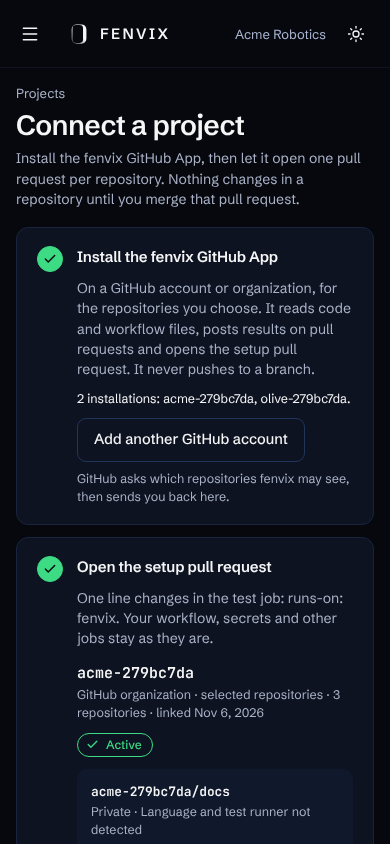 FENVIX
Acme Robotics
Projects
Connect a project
Install the fenvix GitHub App, then let it open one pull
request per repository. Nothing changes in a
repository until you merge that pull request.
Install the fenvix GitHub App
On a GitHub account or organization, for
the repositories you choose. It reads code
and workflow files, posts results on pull
requests and opens the setup pull
request. It never pushes to a branch.
2 installations: acme-279bc7da, olive-279bc7da.
Add another GitHub account
GitHub asks which repositories fenvix may see,
then sends you back here.
Open the setup pull request
One line changes in the test job: runs-on:
fenvix. Your workflow, secrets and other
jobs stay as they are.
acme-279bc7da
GitHub organization · selected repositories · 3
repositories · linked Nov 6, 2026
Active
acme-279bc7da/docs
Private · Language and test runner not
detected